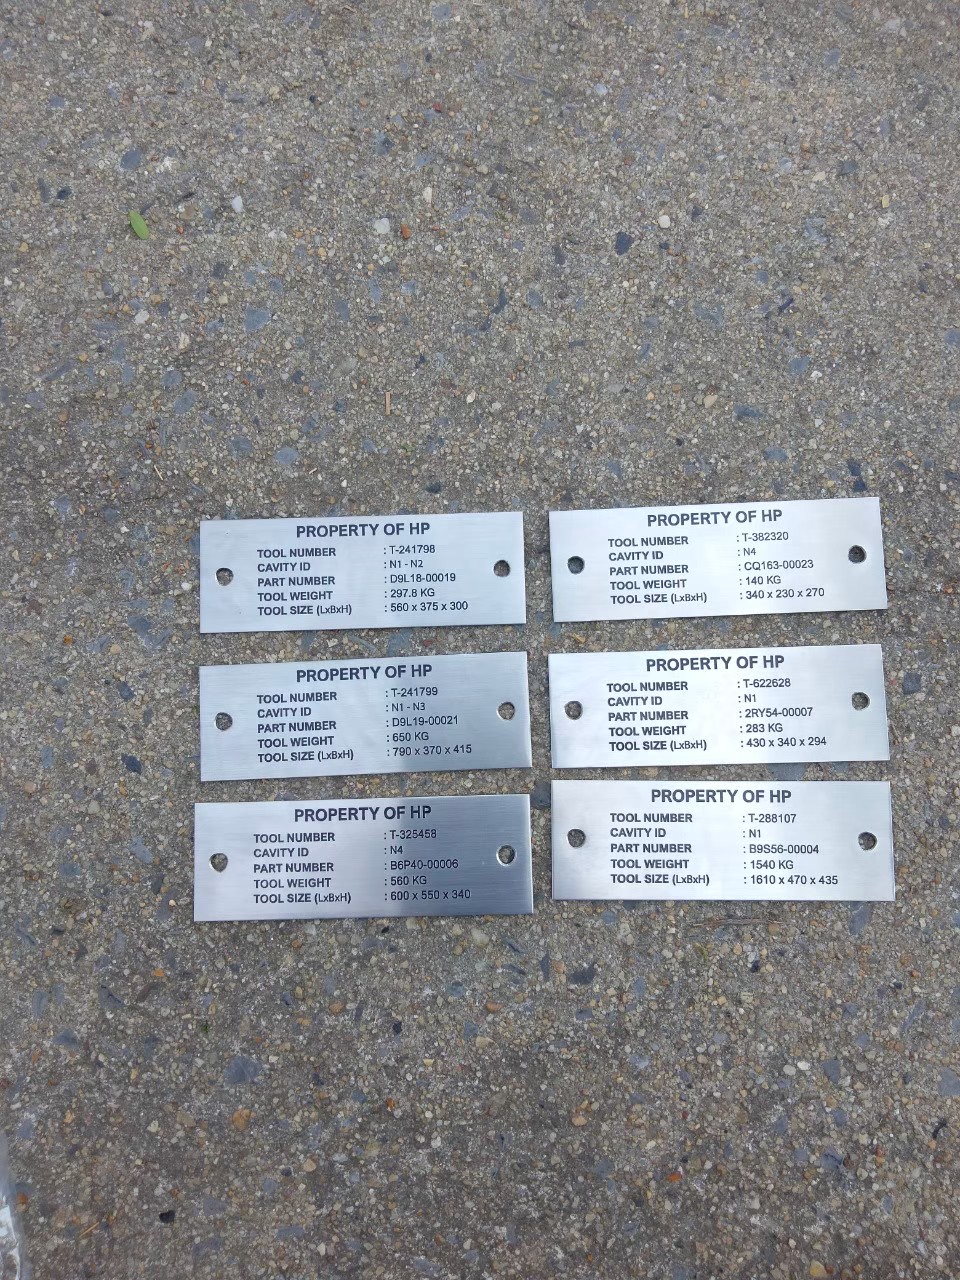 PROPERTY OF HP
TOOL NUMBER : T-241798
CAVITY ID : N1 - N2
PART NUMBER : D9L18-00019
TOOL WEIGHT : 297.8 KG
TOOL SIZE (LxBxH) : 560 x 375 x 300
PROPERTY OF HP
TOOL NUMBER : T-382320
CAVITY ID : N4
PART NUMBER : CQ163-00023
TOOL WEIGHT : 140 KG
TOOL SIZE (LxBxH) : 340 x 230 x 270
PROPERTY OF HP
TOOL NUMBER : T-241799
CAVITY ID : N1 - N3
PART NUMBER : D9L19-00021
TOOL WEIGHT : 650 KG
TOOL SIZE (LxBxH) : 790 x 370 x 415
PROPERTY OF HP
TOOL NUMBER : T-622628
CAVITY ID : N1
PART NUMBER : 2RY54-00007
TOOL WEIGHT : 283 KG
TOOL SIZE (LxBxH) : 430 x 340 x 294
PROPERTY OF HP
TOOL NUMBER : T-325458
CAVITY ID : N4
PART NUMBER : B6P40-00006
TOOL WEIGHT : 560 KG
TOOL SIZE (LxBxH) : 600 x 550 x 340
PROPERTY OF HP
TOOL NUMBER : T-288107
CAVITY ID : N1
PART NUMBER : B9S56-00004
TOOL WEIGHT : 1540 KG
TOOL SIZE (LxBxH) : 1610 x 470 x 435